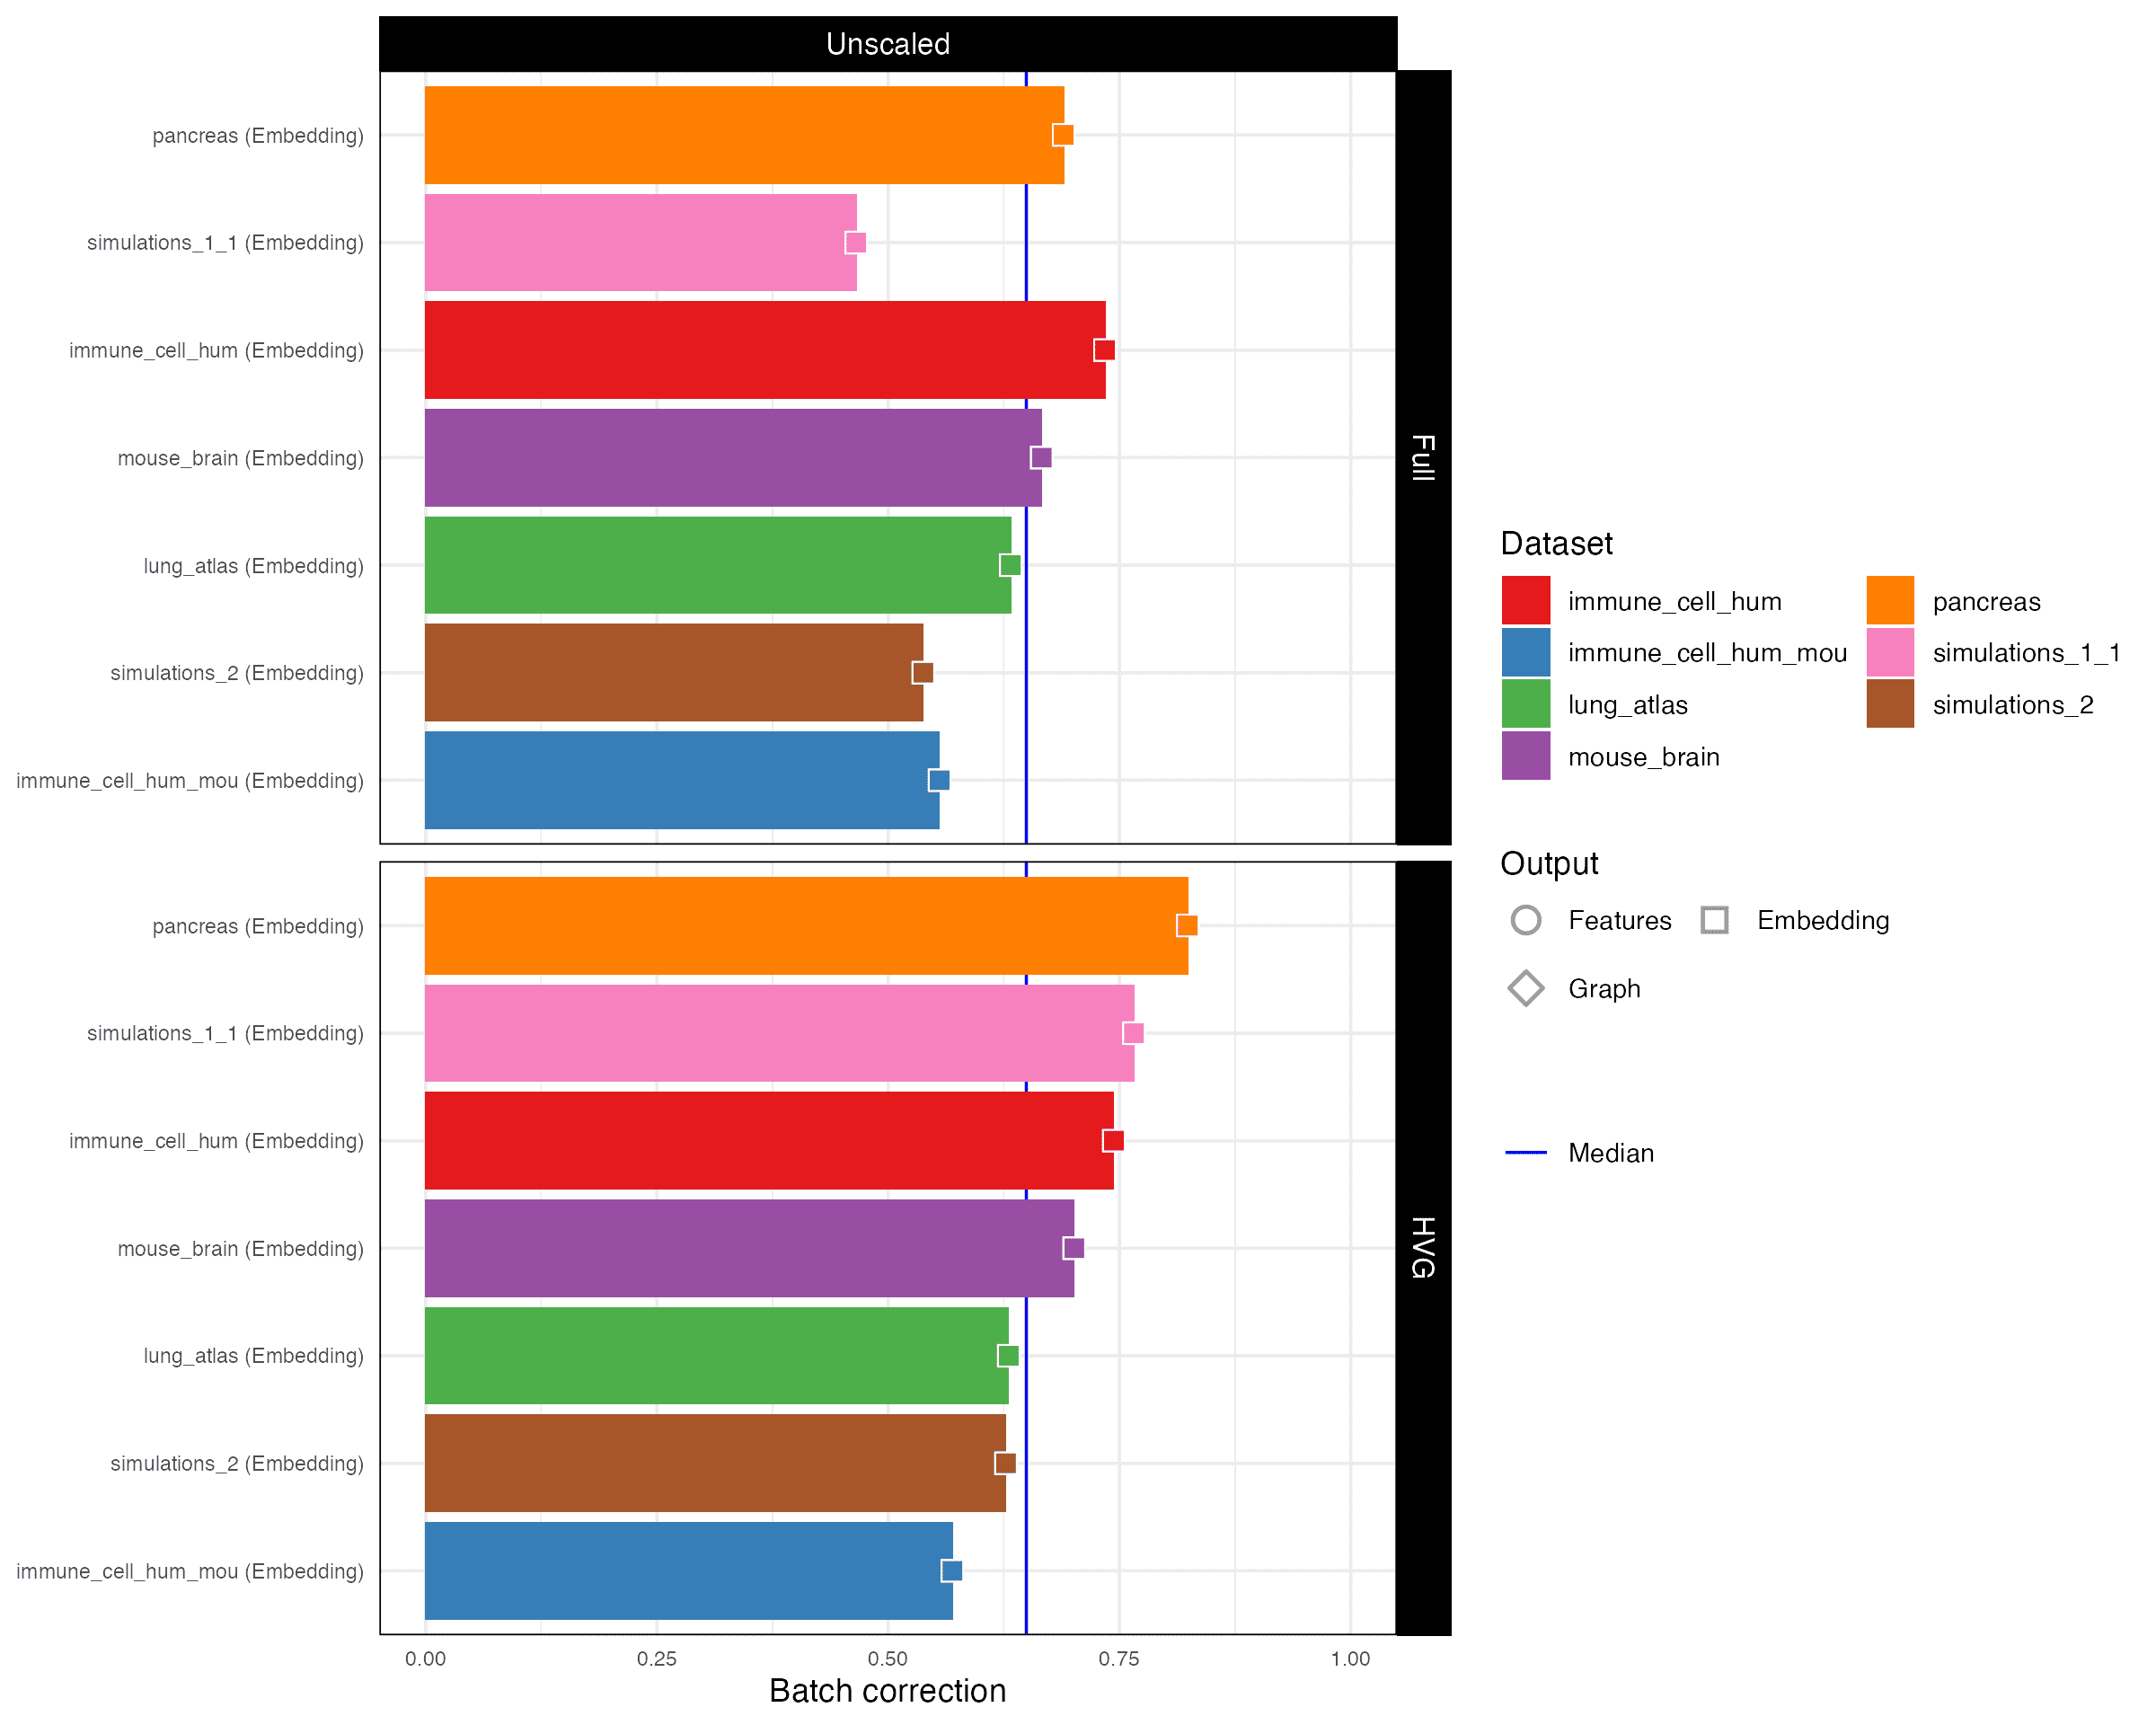 Unscaled
pancreas (Embedding)
simulations_1_1 (Embedding)
immune_cell_hum (Embedding)
mouse_brain (Embedding)
lung_atlas (Embedding)
simulations_2 (Embedding)
immune_cell_hum_mou (Embedding)
Full
pancreas (Embedding)
simulations_1_1 (Embedding)
immune_cell_hum (Embedding)
mouse_brain (Embedding)
lung_atlas (Embedding)
simulations_2 (Embedding)
immune_cell_hum_mou (Embedding)
HVG
0.00 0.25 0.50 0.75 1.00
Batch correction
Dataset
immune_cell_hum pancreas
immune_cell_hum_mou simulations_1_1
lung_atlas simulations_2
mouse_brain
Output
Features Embedding
Graph
Median